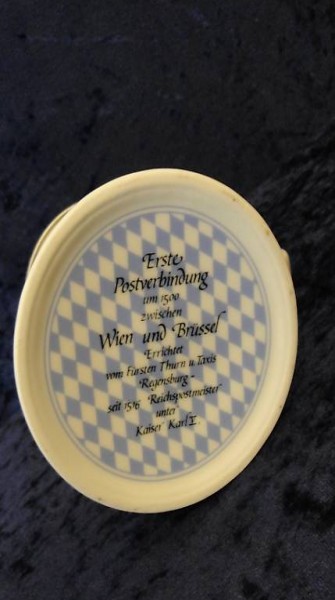 Erste
Postverbindung
um 1500
zwischen
Wien und Brüssel
Errichtet
vom Fürsten Thurn u. Taxis
Regensburg-
seit 1516 Reichspostmeister
unter
Kaiser Karl V.